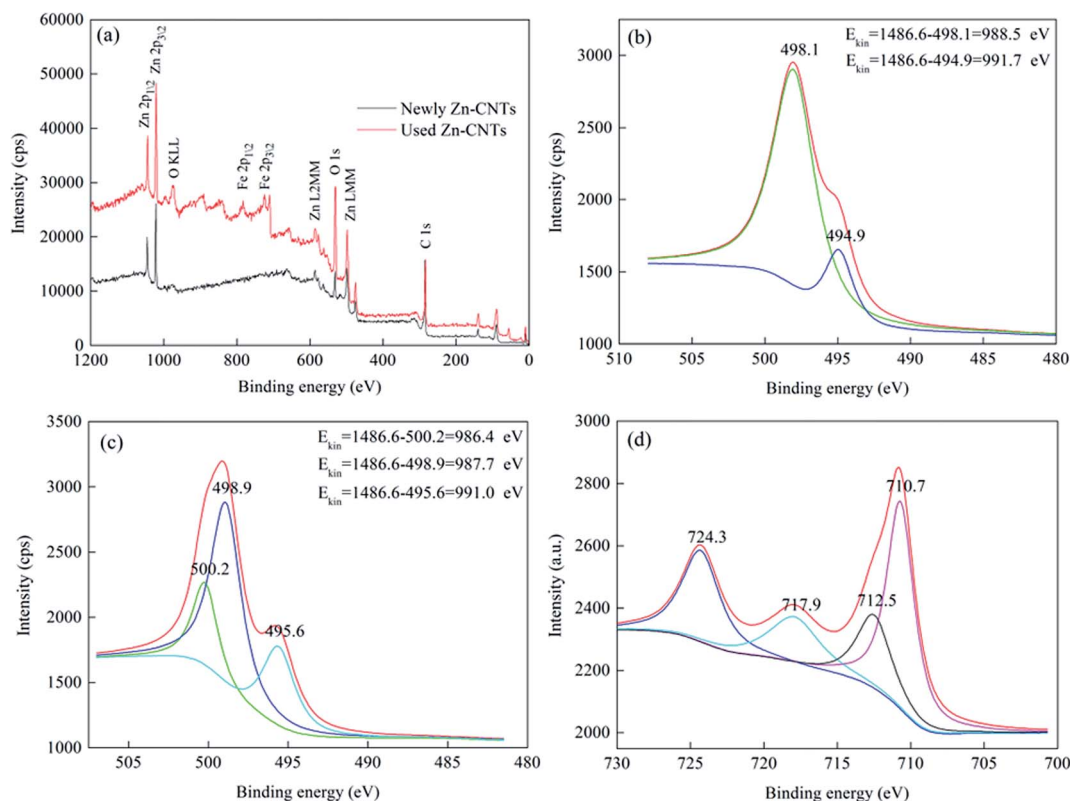 (a)
Zn 2p1\2
Zn 2p3\2
O KLL
Fe 2p1\2
Fe 2p3\2
Zn L2MM
O 1s
Zn LMM
C 1s
Newly Zn-CNTs
Used Zn-CNTs
60000
50000
40000
30000
20000
10000
0
Intensity (cps)
1200 1000 800 600 400 200 0
Binding energy (eV)
(b)
Ekin=1486.6-498.1=988.5 eV
Ekin=1486.6-494.9=991.7 eV
498.1
494.9
3000
2500
2000
1500
1000
Intensity (cps)
510 505 500 495 490 485 480
Binding energy (eV)
(c)
Ekin=1486.6-500.2=986.4 eV
Ekin=1486.6-498.9=987.7 eV
Ekin=1486.6-495.6=991.0 eV
498.9
500.2
495.6
3500
3000
2500
2000
1500
1000
Intensity (cps)
505 500 495 490 485 480
Binding energy (eV)
(d)
710.7
724.3
717.9
712.5
2800
2600
2400
2200
2000
Intensity (a.u.)
730 725 720 715 710 705 700
Binding energy (eV)